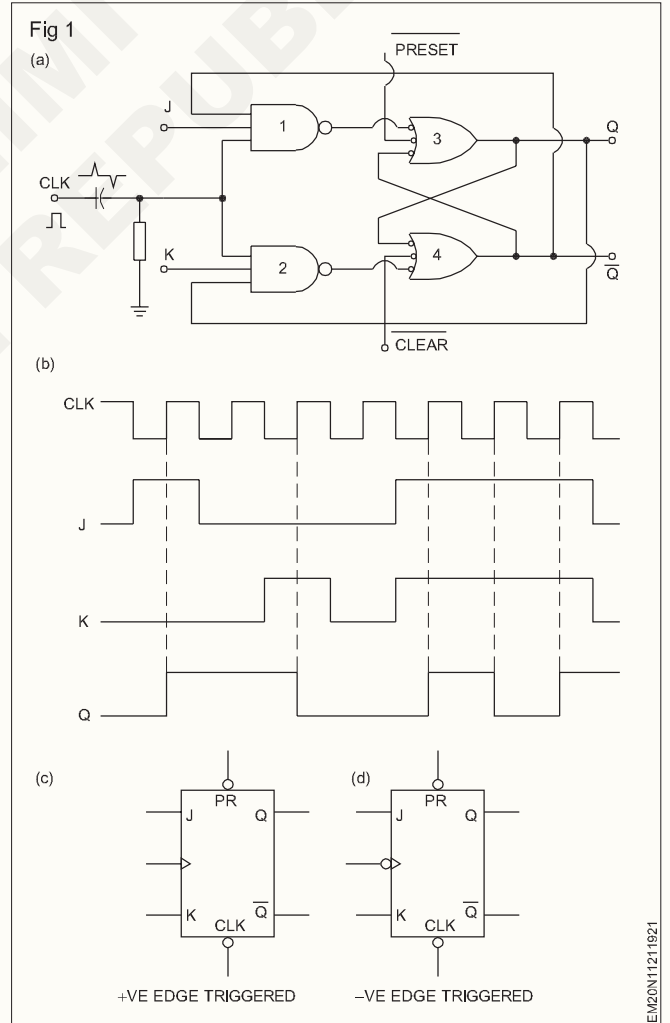 Fig 1
(a)
PRESET
J
1
3
Q
CLK
K
2
4
Q
CLEAR
(b)
CLK
J
K
Q
(c)
(d)
PR
PR
J Q
J Q
K Q
K Q
CLK
CLK
+VE EDGE TRIGGERED
–VE EDGE TRIGGERED
EM20N11211921